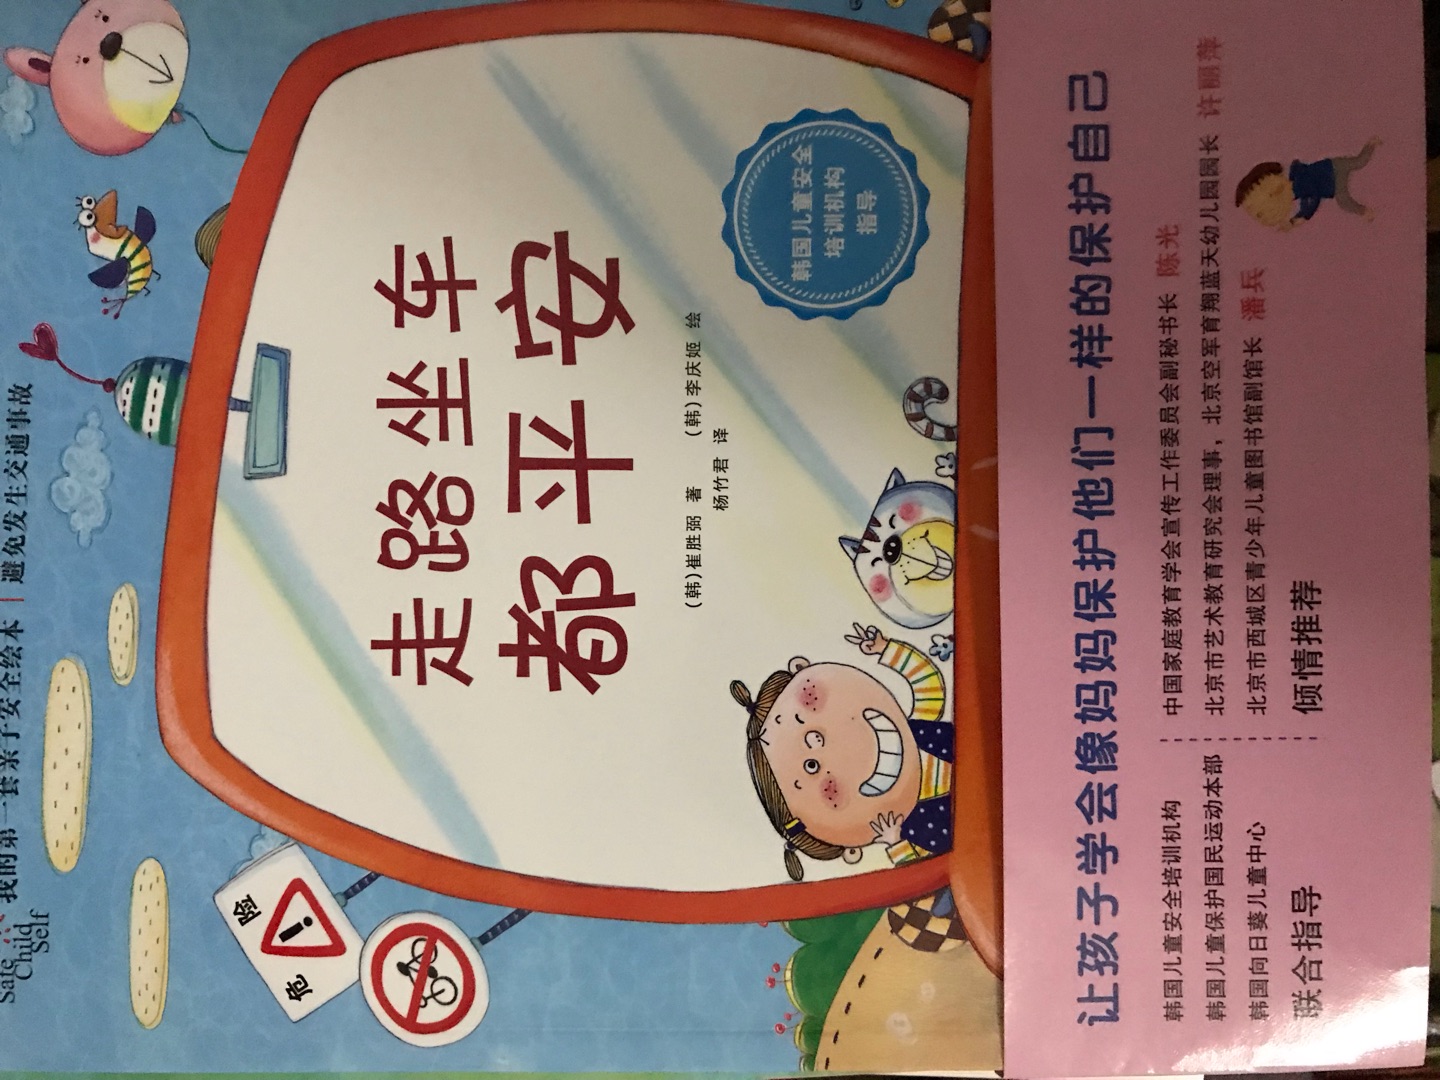 Safe
Child
Self
我的第一套亲子安全绘本 | 避免发生交通事故
危险
走路坐车
都平安
(韩)崔胜弼 著 (韩)李庆姬 绘
杨竹君 译
韩国儿童安全
培训机构
指导
让孩子学会像妈妈保护他们一样的保护自己
韩国儿童安全培训机构
韩国儿童保护国民运动本部
韩国向日葵儿童中心
联合指导
中国家庭教育学会宣传工作委员会副秘书长 陈光
北京市艺术教育研究会理事，北京空军育翔蓝天幼儿园园长 许丽萍
北京市西城区青少年儿童图书馆副馆长 潘兵
倾情推荐